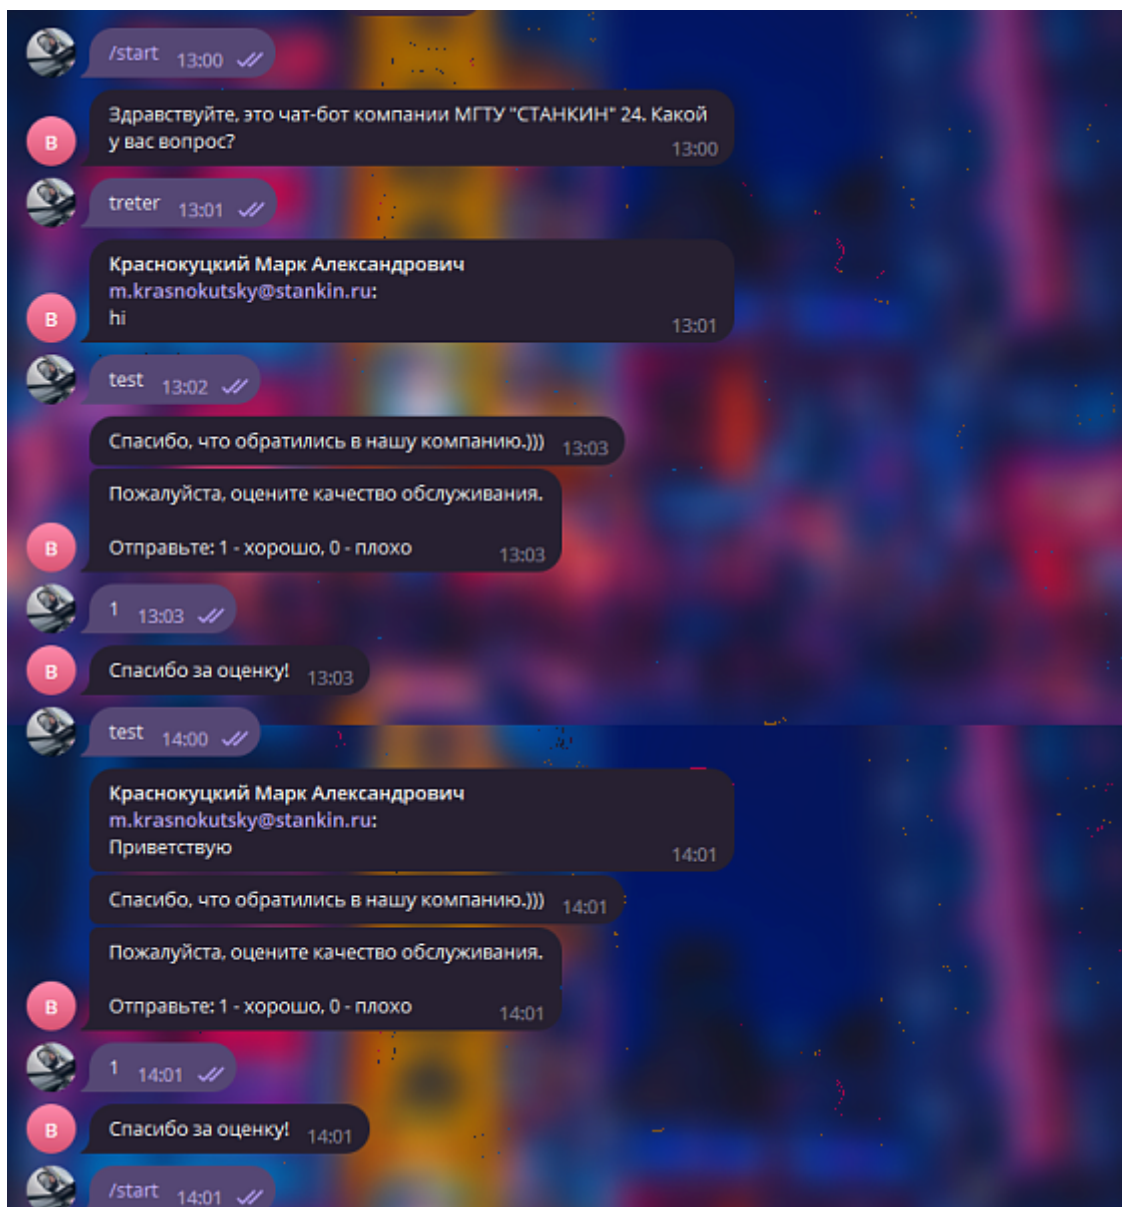 /start 13:00
Здравствуйте, это чат-бот компании МГТУ "СТАНКИН" 24. Какой
у вас вопрос?
13:00
В
treter 13:01
Краснокуцкий Марк Александрович
m.krasnokutsky@stankin.ru:
hi
13:01
В
test 13:02
Спасибо, что обратились в нашу компанию.))) 13:03
Пожалуйста, оцените качество обслуживания.
Отправьте: 1 - хорошо, 0 - плохо 13:03
В
1 13:03
В
Спасибо за оценку! 13:03
test 14:00
Краснокуцкий Марк Александрович
m.krasnokutsky@stankin.ru:
Приветствую
14:01
Спасибо, что обратились в нашу компанию.))) 14:01
Пожалуйста, оцените качество обслуживания.
В
Отправьте: 1 - хорошо, 0 - плохо 14:01
1 14:01
В
Спасибо за оценку! 14:01
/start 14:01